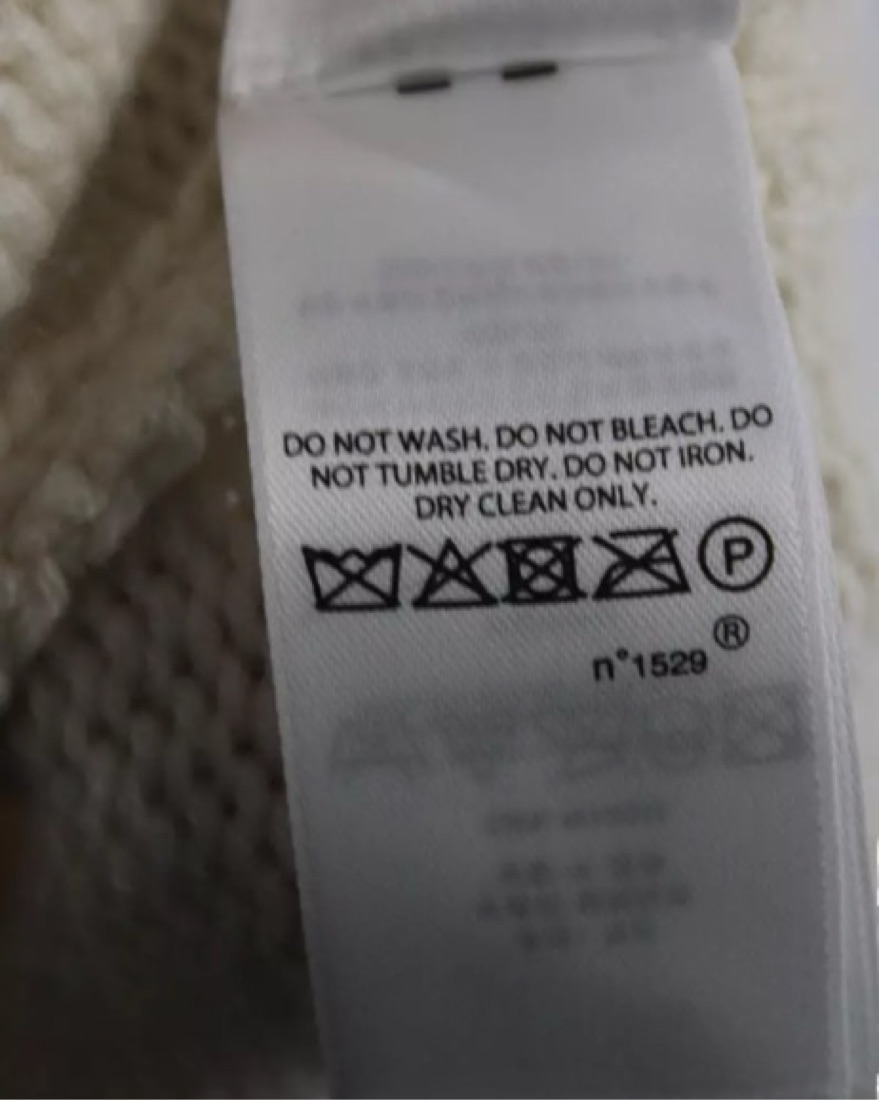 DO NOT WASH. DO NOT BLEACH. DO
NOT TUMBLE DRY. DO NOT IRON.
DRY CLEAN ONLY.
P
n°1529 ®